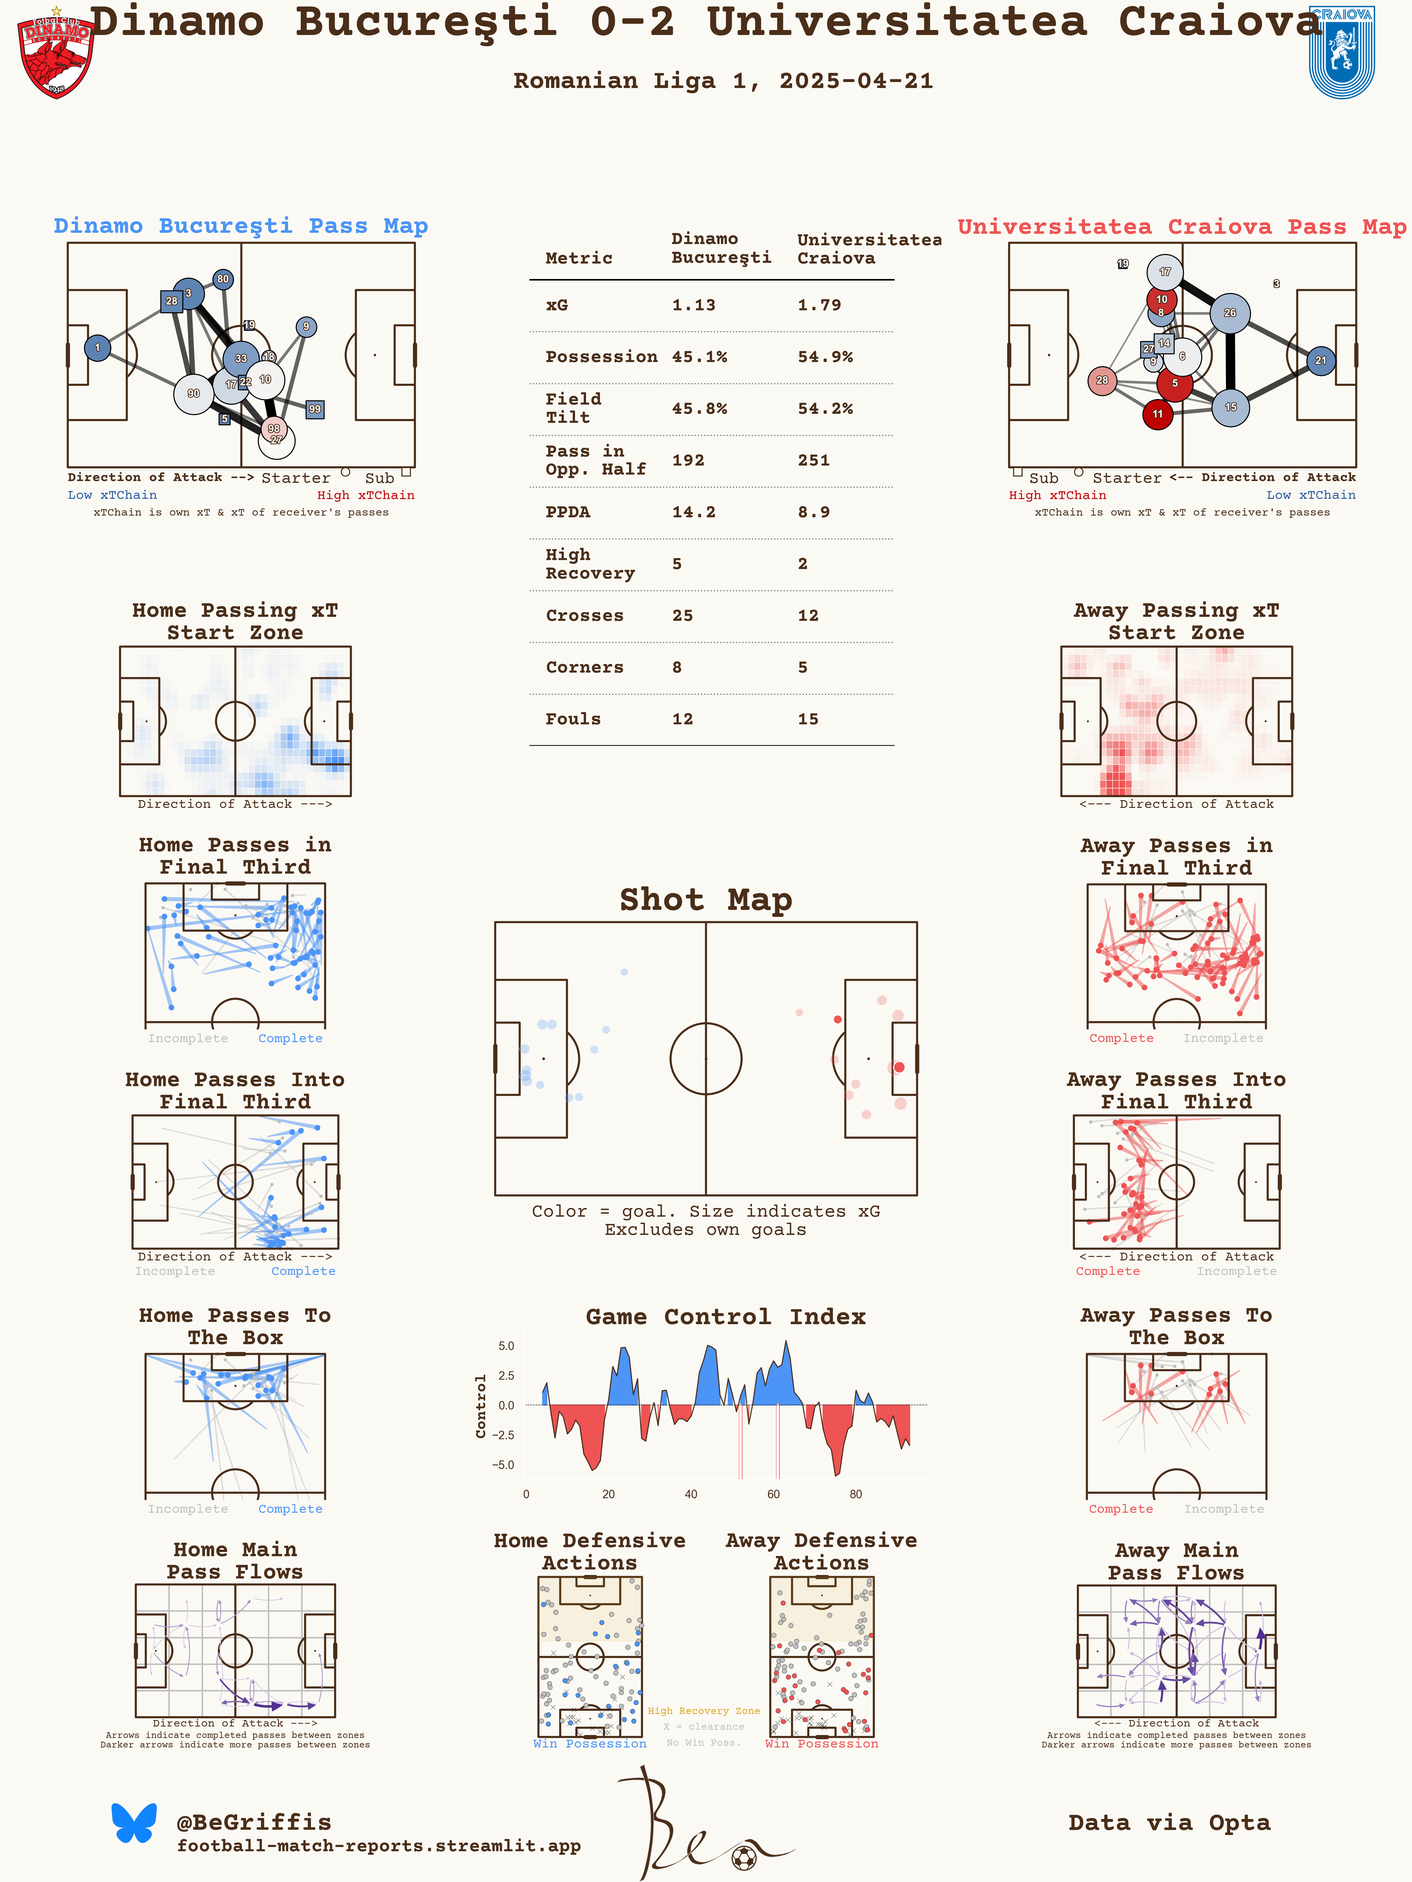 Dinamo Bucureşti 0-2 Universitatea Craiova
Fotbal Club
DINAMO
BUCURESTI
1948
CRAIOVA
Romanian Liga 1, 2025-04-21
Dinamo Bucureşti Pass Map
1
28
3
80
19
9
33
18
17
22
10
90
5
99
98
27
Direction of Attack --> Starter Sub
Low xTChain High xTChain
xTChain is own xT & xT of receiver's passes
Metric Dinamo Bucureşti Universitatea Craiova
xG 1.13 1.79
Possession 45.1% 54.9%
Field Tilt 45.8% 54.2%
Pass in Opp. Half 192 251
PPDA 14.2 8.9
High Recovery 5 2
Crosses 25 12
Corners 8 5
Fouls 12 15
Universitatea Craiova Pass Map
19
17
3
10
8
26
27
14
9
6
21
28
5
11
15
Sub Starter <-- Direction of Attack
High xTChain Low xTChain
xTChain is own xT & xT of receiver's passes
Home Passing xT
Start Zone
Direction of Attack --->
Away Passing xT
Start Zone
<--- Direction of Attack
Home Passes in
Final Third
Incomplete Complete
Away Passes in
Final Third
Complete Incomplete
Shot Map
Color = goal. Size indicates xG
Excludes own goals
Home Passes Into
Final Third
Direction of Attack --->
Incomplete Complete
Away Passes Into
Final Third
<--- Direction of Attack
Complete Incomplete
Home Passes To
The Box
Incomplete Complete
Game Control Index
Control
5.0
2.5
0.0
−2.5
−5.0
0 20 40 60 80
Away Passes To
The Box
Complete Incomplete
Home Main
Pass Flows
Direction of Attack --->
Arrows indicate completed passes between zones
Darker arrows indicate more passes between zones
Home Defensive
Actions
Win Possession
High Recovery Zone
X = clearance
No Win Poss.
Away Defensive
Actions
Win Possession
Away Main
Pass Flows
<--- Direction of Attack
Arrows indicate completed passes between zones
Darker arrows indicate more passes between zones
@BeGriffis
football-match-reports.streamlit.app
Ben
Data via Opta